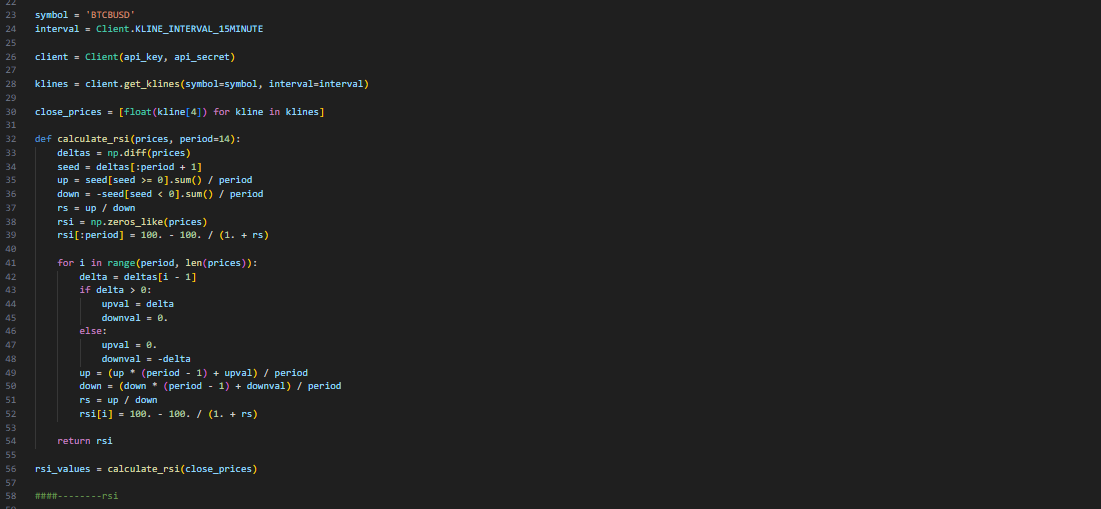 22
23 symbol = 'BTCBUSD'
24 interval = Client.KLINE_INTERVAL_15MINUTE
25
26 client = Client(api_key, api_secret)
27
28 klines = client.get_klines(symbol=symbol, interval=interval)
29
30 close_prices = [float(kline[4]) for kline in klines]
31
32 def calculate_rsi(prices, period=14):
33     deltas = np.diff(prices)
34     seed = deltas[:period + 1]
35     up = seed[seed >= 0].sum() / period
36     down = -seed[seed < 0].sum() / period
37     rs = up / down
38     rsi = np.zeros_like(prices)
39     rsi[:period] = 100. - 100. / (1. + rs)
40
41     for i in range(period, len(prices)):
42         delta = deltas[i - 1]
43         if delta > 0:
44             upval = delta
45             downval = 0.
46         else:
47             upval = 0.
48             downval = -delta
49         up = (up * (period - 1) + upval) / period
50         down = (down * (period - 1) + downval) / period
51         rs = up / down
52         rsi[i] = 100. - 100. / (1. + rs)
53
54     return rsi
55
56 rsi_values = calculate_rsi(close_prices)
57
58 ####--------rsi
59